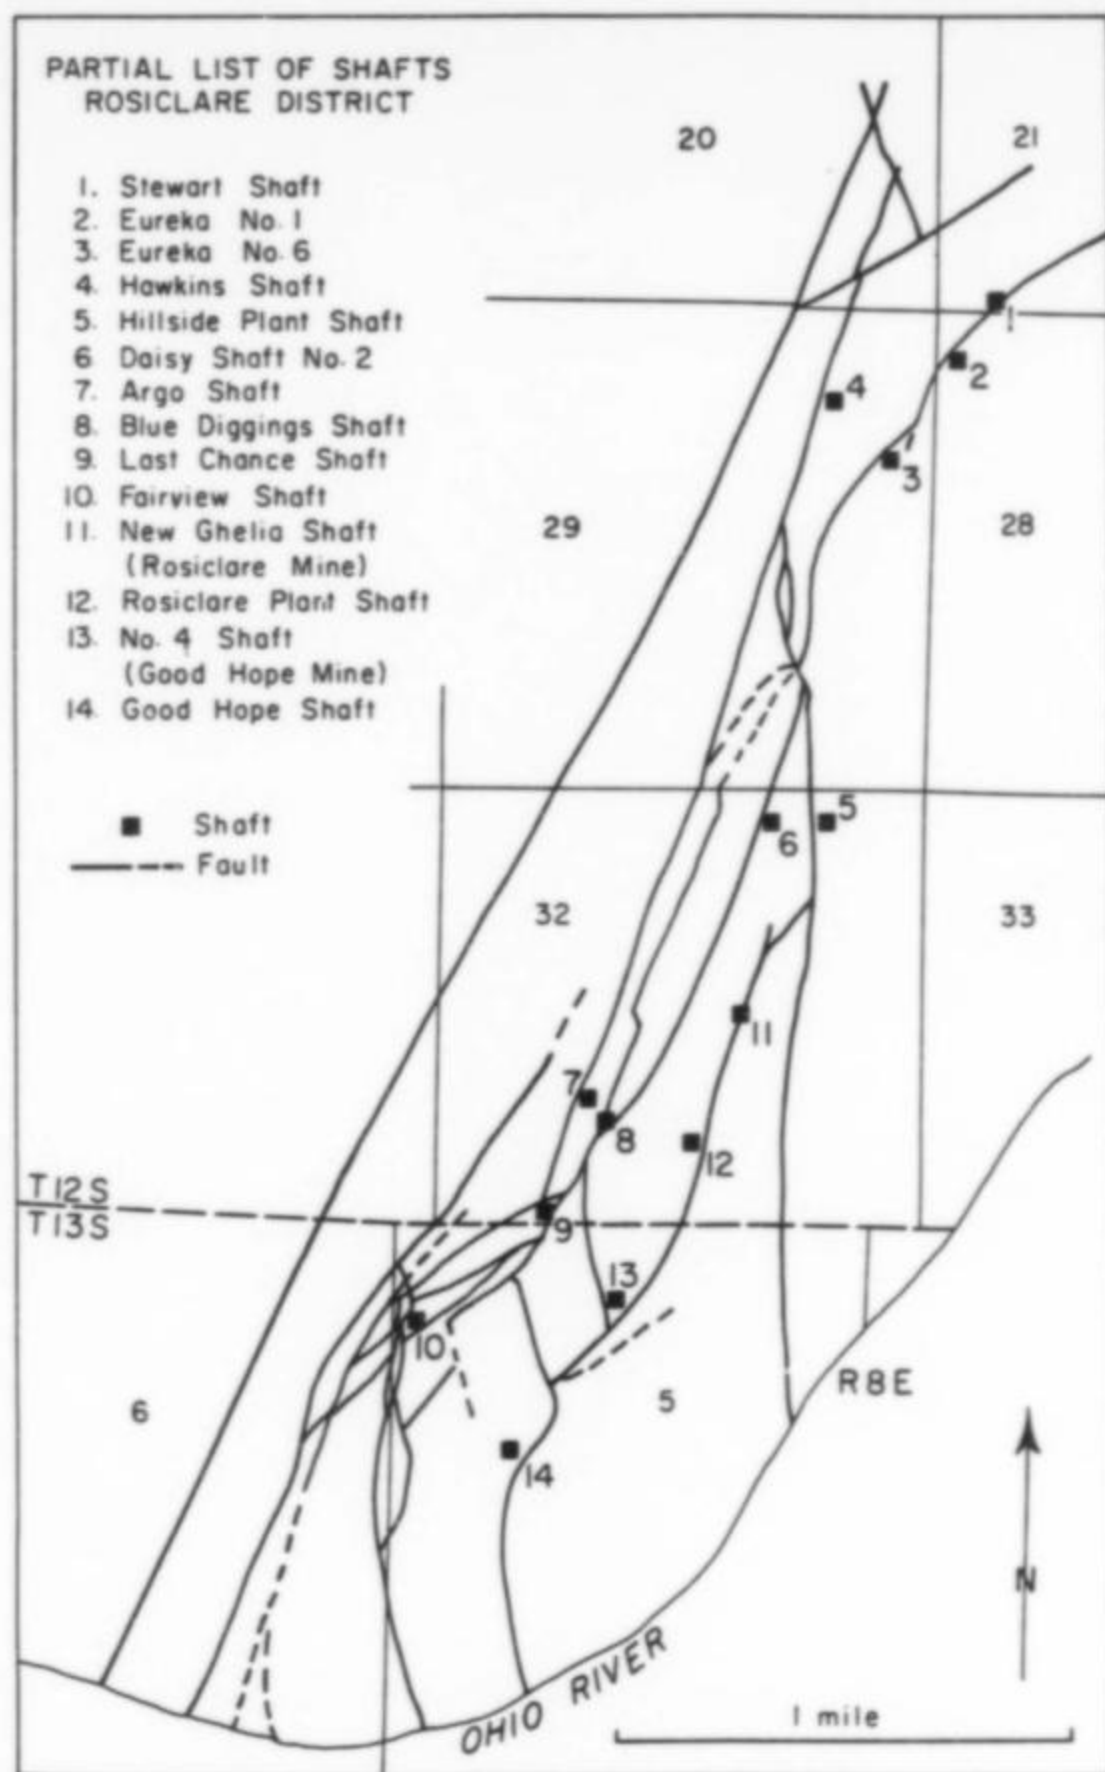 PARTIAL LIST OF SHAFTS
ROSICLARE DISTRICT
1. Stewart Shaft
2. Eureka No. 1
3. Eureka No. 6
4. Hawkins Shaft
5. Hillside Plant Shaft
6 Daisy Shaft No. 2
7. Argo Shaft
8. Blue Diggings Shaft
9. Last Chance Shaft
10. Fairview Shaft
11. New Ghelia Shaft
(Rosiclare Mine)
12. Rosiclare Plant Shaft
13. No. 4 Shaft
(Good Hope Mine)
14. Good Hope Shaft
Shaft
Fault
20
21
1
2
4
3
29
28
5
6
32
33
11
7
8
12
T12S
T13S
9
13
10
R8E
6
5
14
N
OHIO RIVER
1 mile